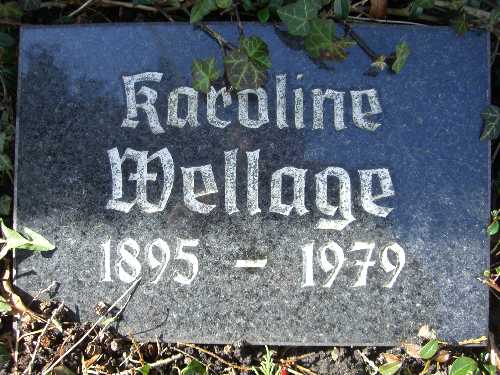 Karoline
Wellage
1895 – 1979